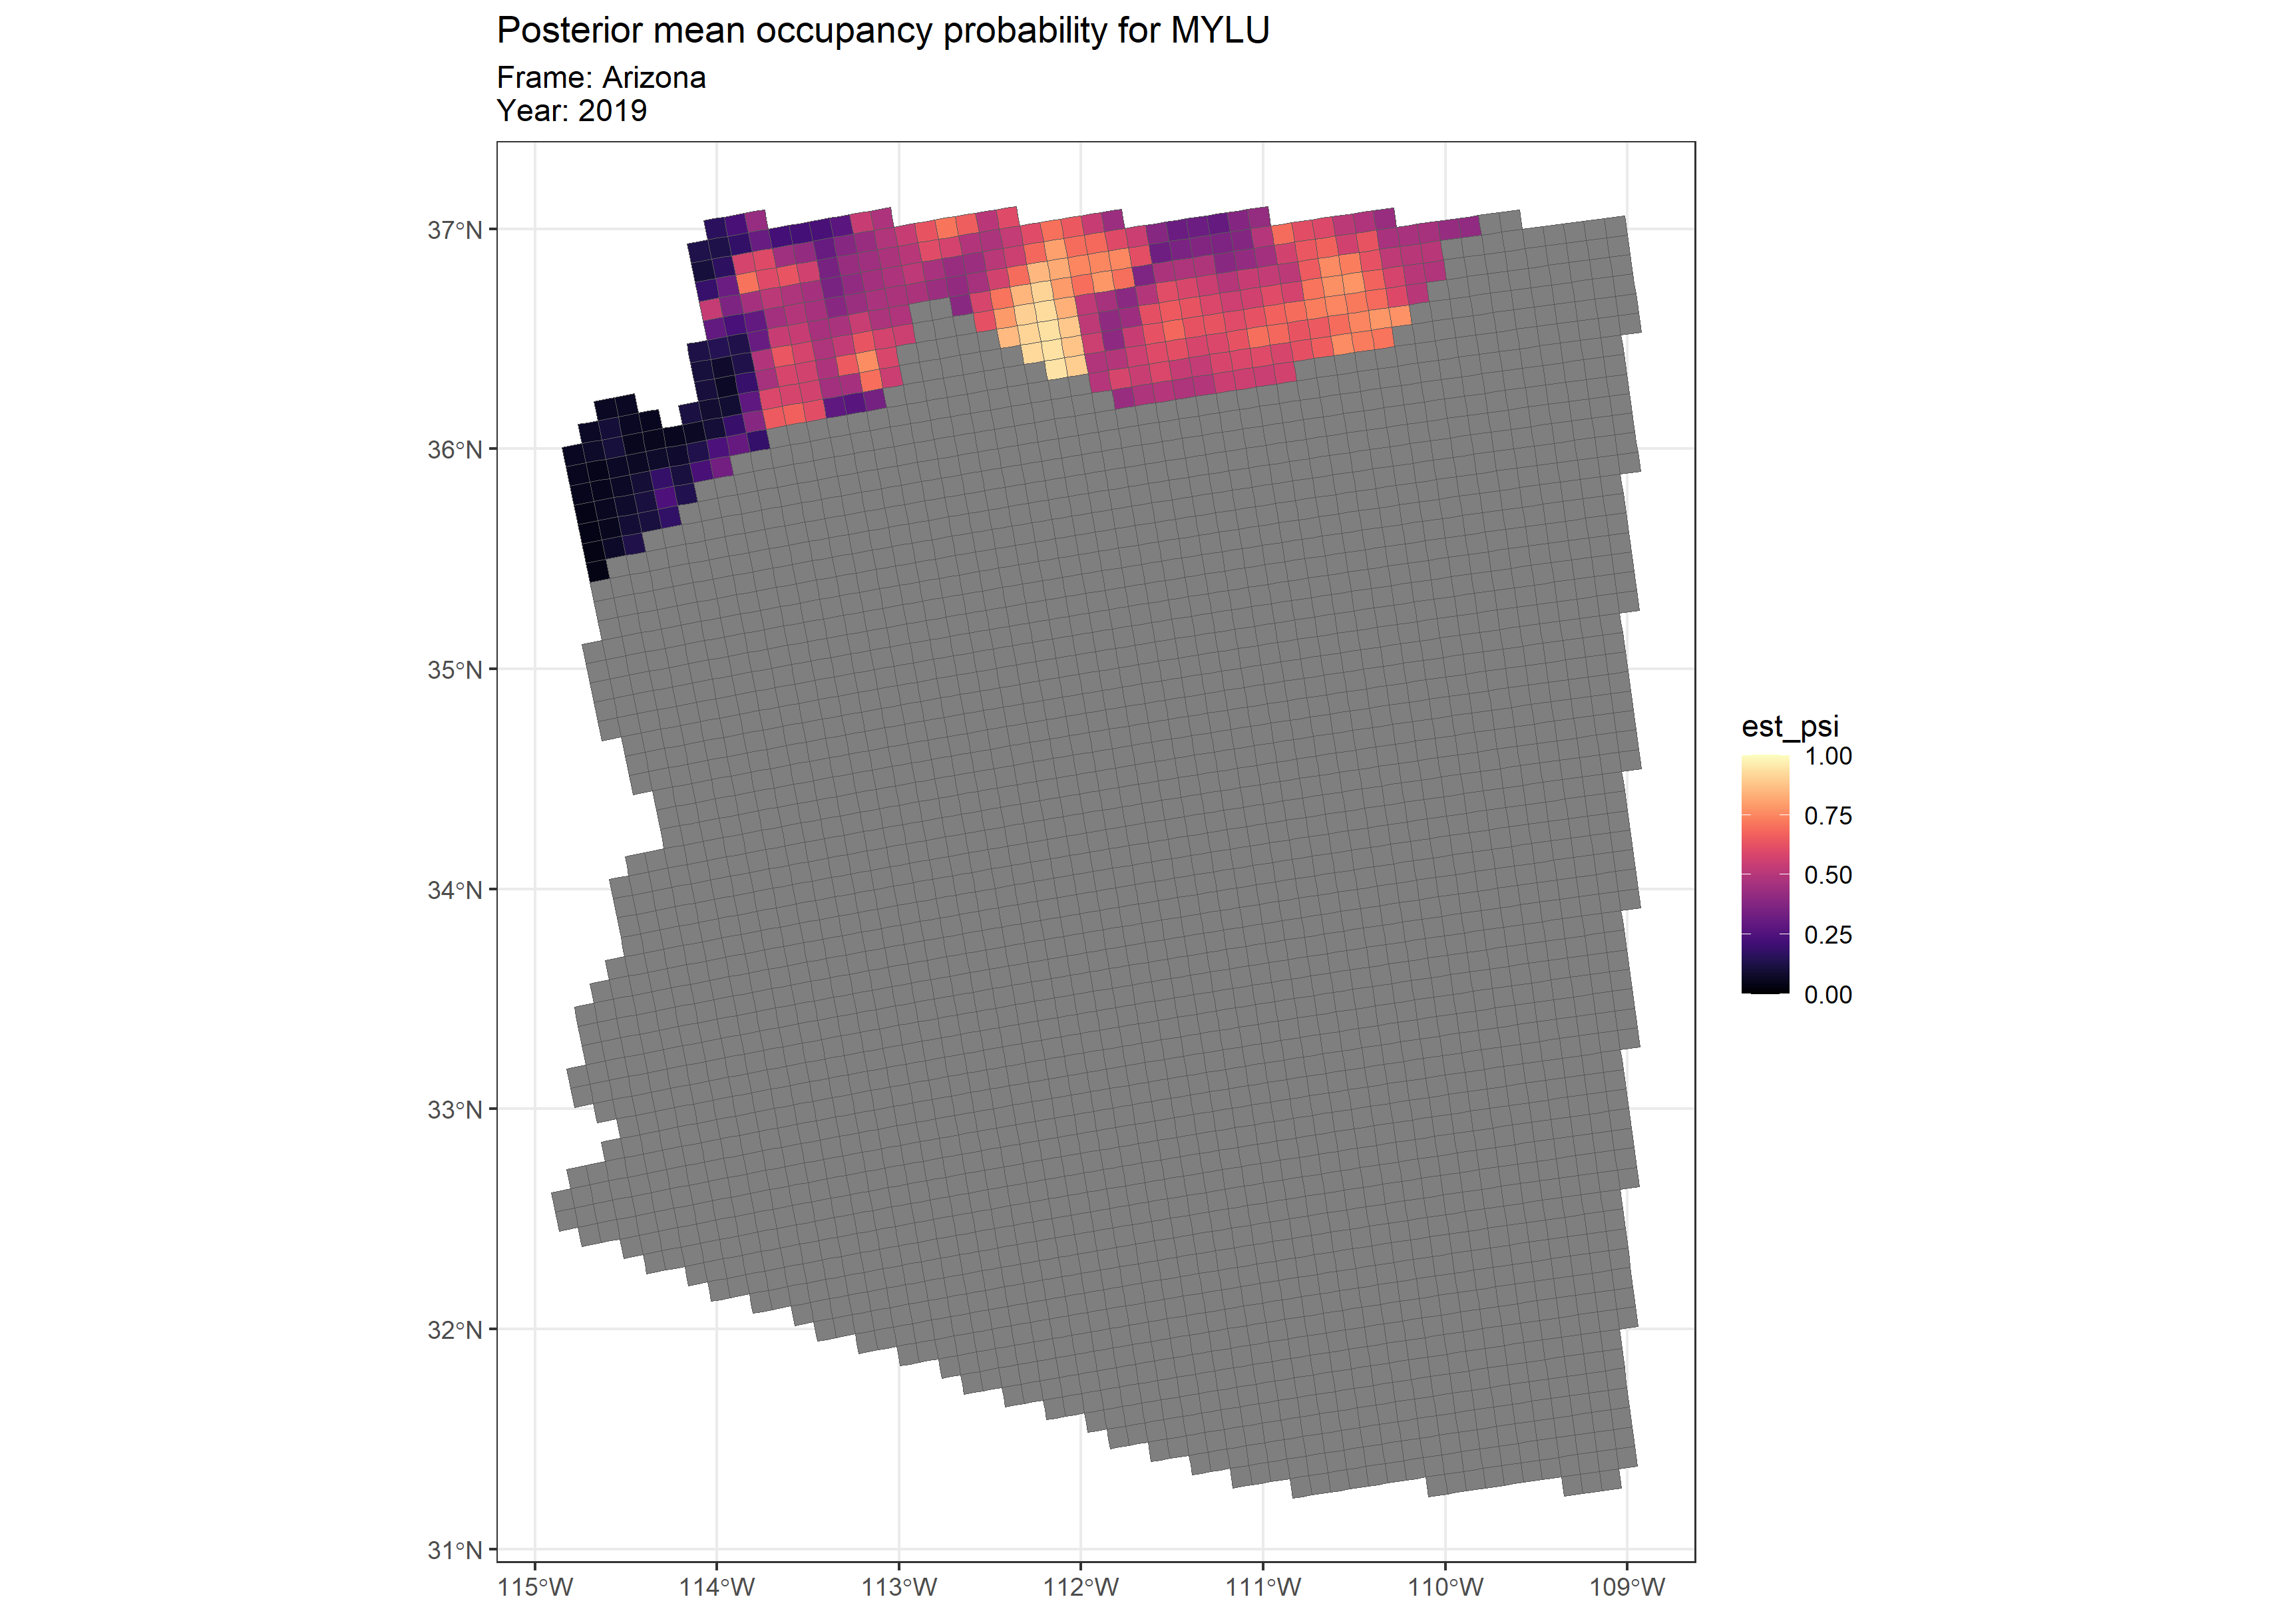 Posterior mean occupancy probability for MYLU
Frame: Arizona
Year: 2019
37°N
36°N
35°N
34°N
33°N
32°N
31°N
115°W
114°W
113°W
112°W
111°W
110°W
109°W
est_psi
1.00
0.75
0.50
0.25
0.00